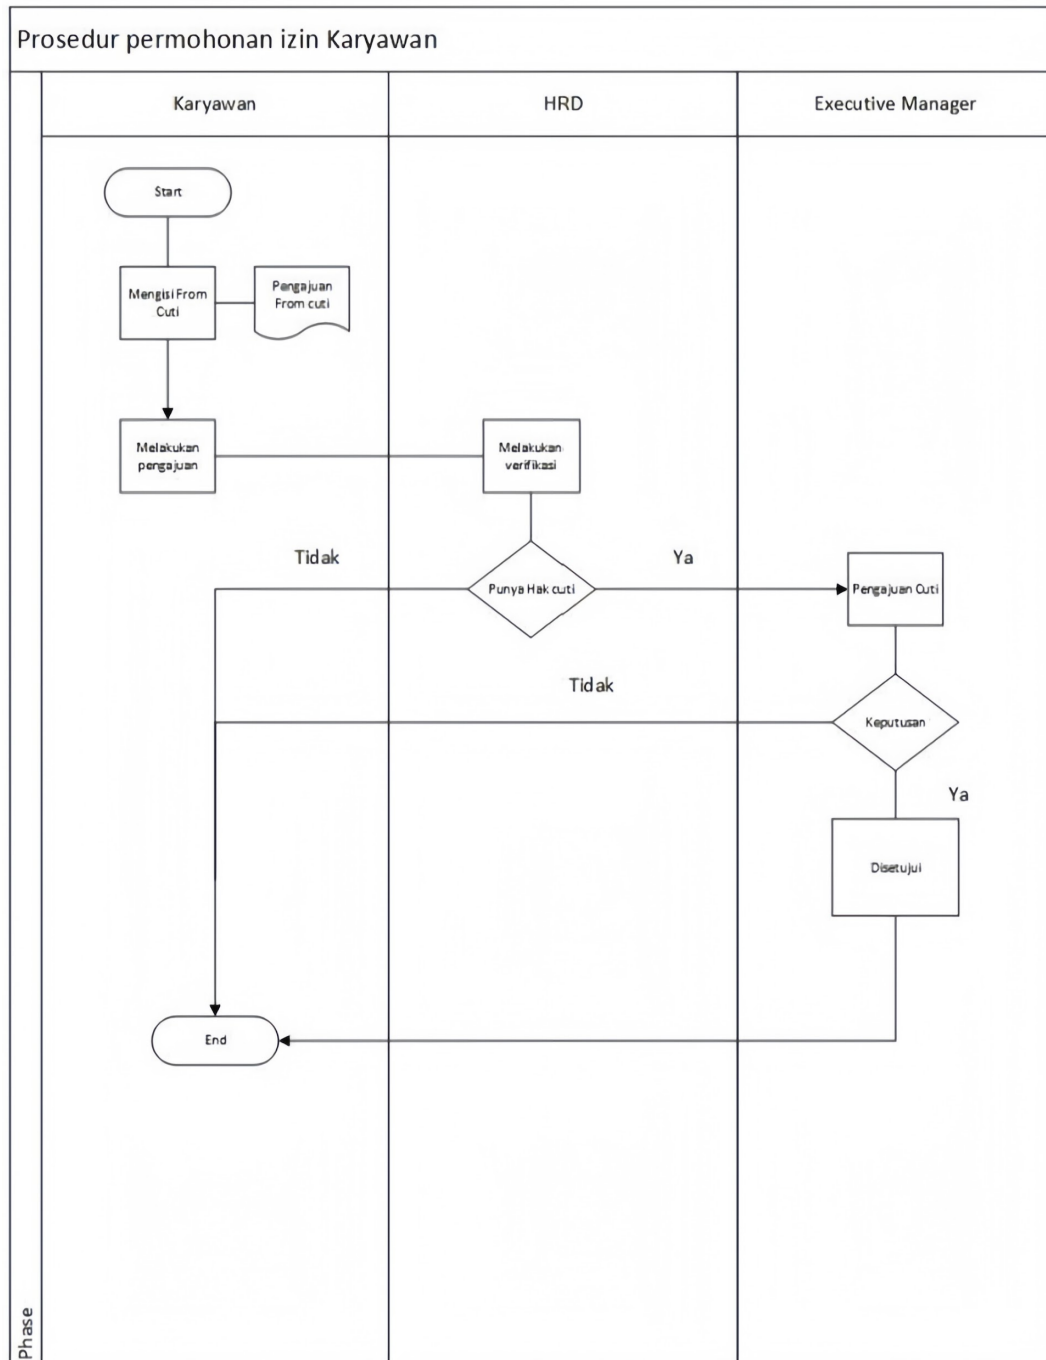 Prosedur permohonan izin Karyawan
Karyawan
HRD
Executive Manager
Start
Mengisi From
Cuti
Pengajuan
From cuti
Melakukan
pengajuan
Melakukan
verifikasi
Tidak
Punya Hak cuti
Ya
Pengajuan Cuti
Tidak
Keputusan
Ya
Disetujui
End
Phase